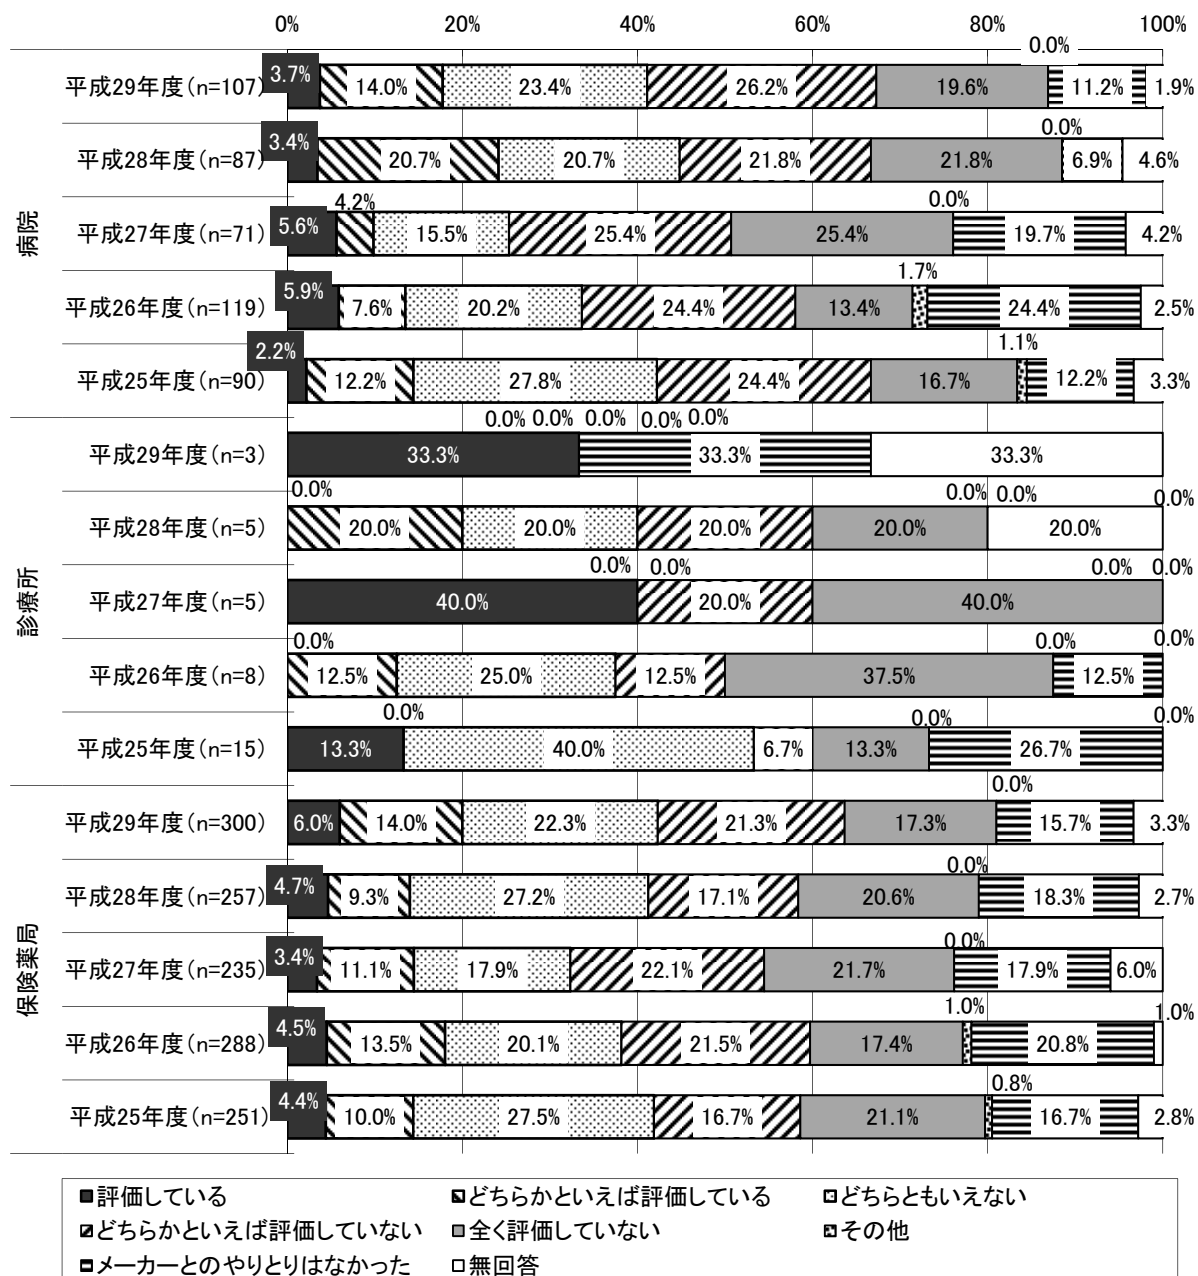 0% 20% 40% 60% 80% 100%
0.0%
平成29年度(n=107) 3.7% 14.0% 23.4% 26.2% 19.6% 11.2% 1.9%
0.0%
平成28年度(n=87) 3.4% 20.7% 20.7% 21.8% 21.8% 6.9% 4.6%
4.2% 0.0%
平成27年度(n=71) 5.6% 15.5% 25.4% 25.4% 19.7% 4.2%
1.7%
平成26年度(n=119) 5.9% 7.6% 20.2% 24.4% 13.4% 24.4% 2.5%
1.1%
平成25年度(n=90) 2.2% 12.2% 27.8% 24.4% 16.7% 12.2% 3.3%
病院
0.0% 0.0% 0.0% 0.0% 0.0%
平成29年度(n=3) 33.3% 33.3% 33.3%
0.0% 0.0% 0.0% 0.0%
平成28年度(n=5) 20.0% 20.0% 20.0% 20.0% 20.0%
0.0% 0.0% 0.0% 0.0%
平成27年度(n=5) 40.0% 20.0% 40.0%
0.0% 0.0% 0.0%
平成26年度(n=8) 12.5% 25.0% 12.5% 37.5% 12.5%
0.0% 0.0% 0.0%
平成25年度(n=15) 13.3% 40.0% 6.7% 13.3% 26.7%
診療所
0.0%
平成29年度(n=300) 6.0% 14.0% 22.3% 21.3% 17.3% 15.7% 3.3%
0.0%
平成28年度(n=257) 4.7% 9.3% 27.2% 17.1% 20.6% 18.3% 2.7%
0.0%
平成27年度(n=235) 3.4% 11.1% 17.9% 22.1% 21.7% 17.9% 6.0%
1.0% 1.0%
平成26年度(n=288) 4.5% 13.5% 20.1% 21.5% 17.4% 20.8%
0.8%
平成25年度(n=251) 4.4% 10.0% 27.5% 16.7% 21.1% 16.7% 2.8%
保険薬局
評価している どちらかといえば評価している どちらともいえない
どちらかといえば評価していない 全く評価していない その他
メーカーとのやりとりはなかった 無回答